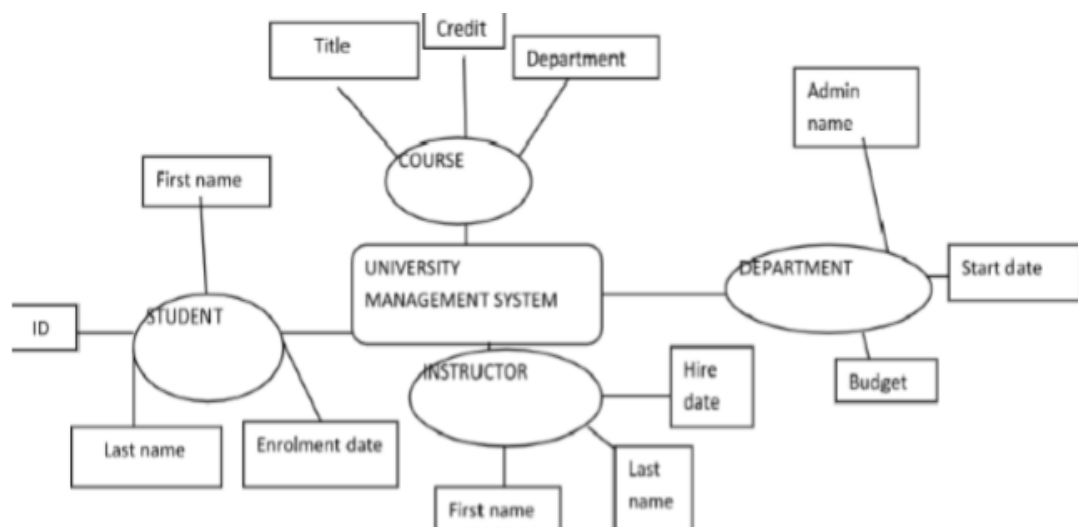 Title
Credit
Department
Admin
name
COURSE
First name
UNIVERSITY
MANAGEMENT SYSTEM
DEPARTMENT
Start date
ID
STUDENT
INSTRUCTOR
Hire
date
Budget
Last name
Enrolment date
First name
Last
name